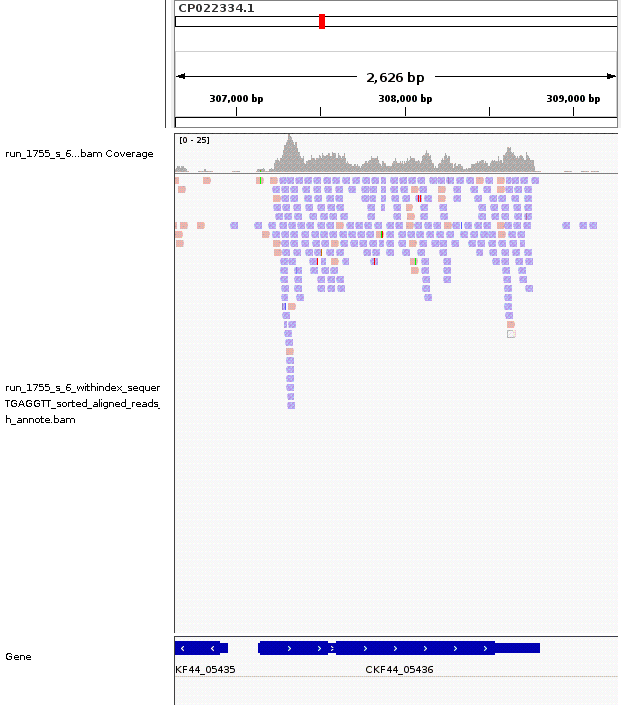 CP022334.1
2,626 bp
307,000 bp
308,000 bp
309,000 bp
[0 - 25]
run_1755_s_6...bam Coverage
run_1755_s_6_withindex_sequer
TGAGGTT_sorted_aligned_reads_
h_annote.bam
Gene
KF44_05435
CKF44_05436